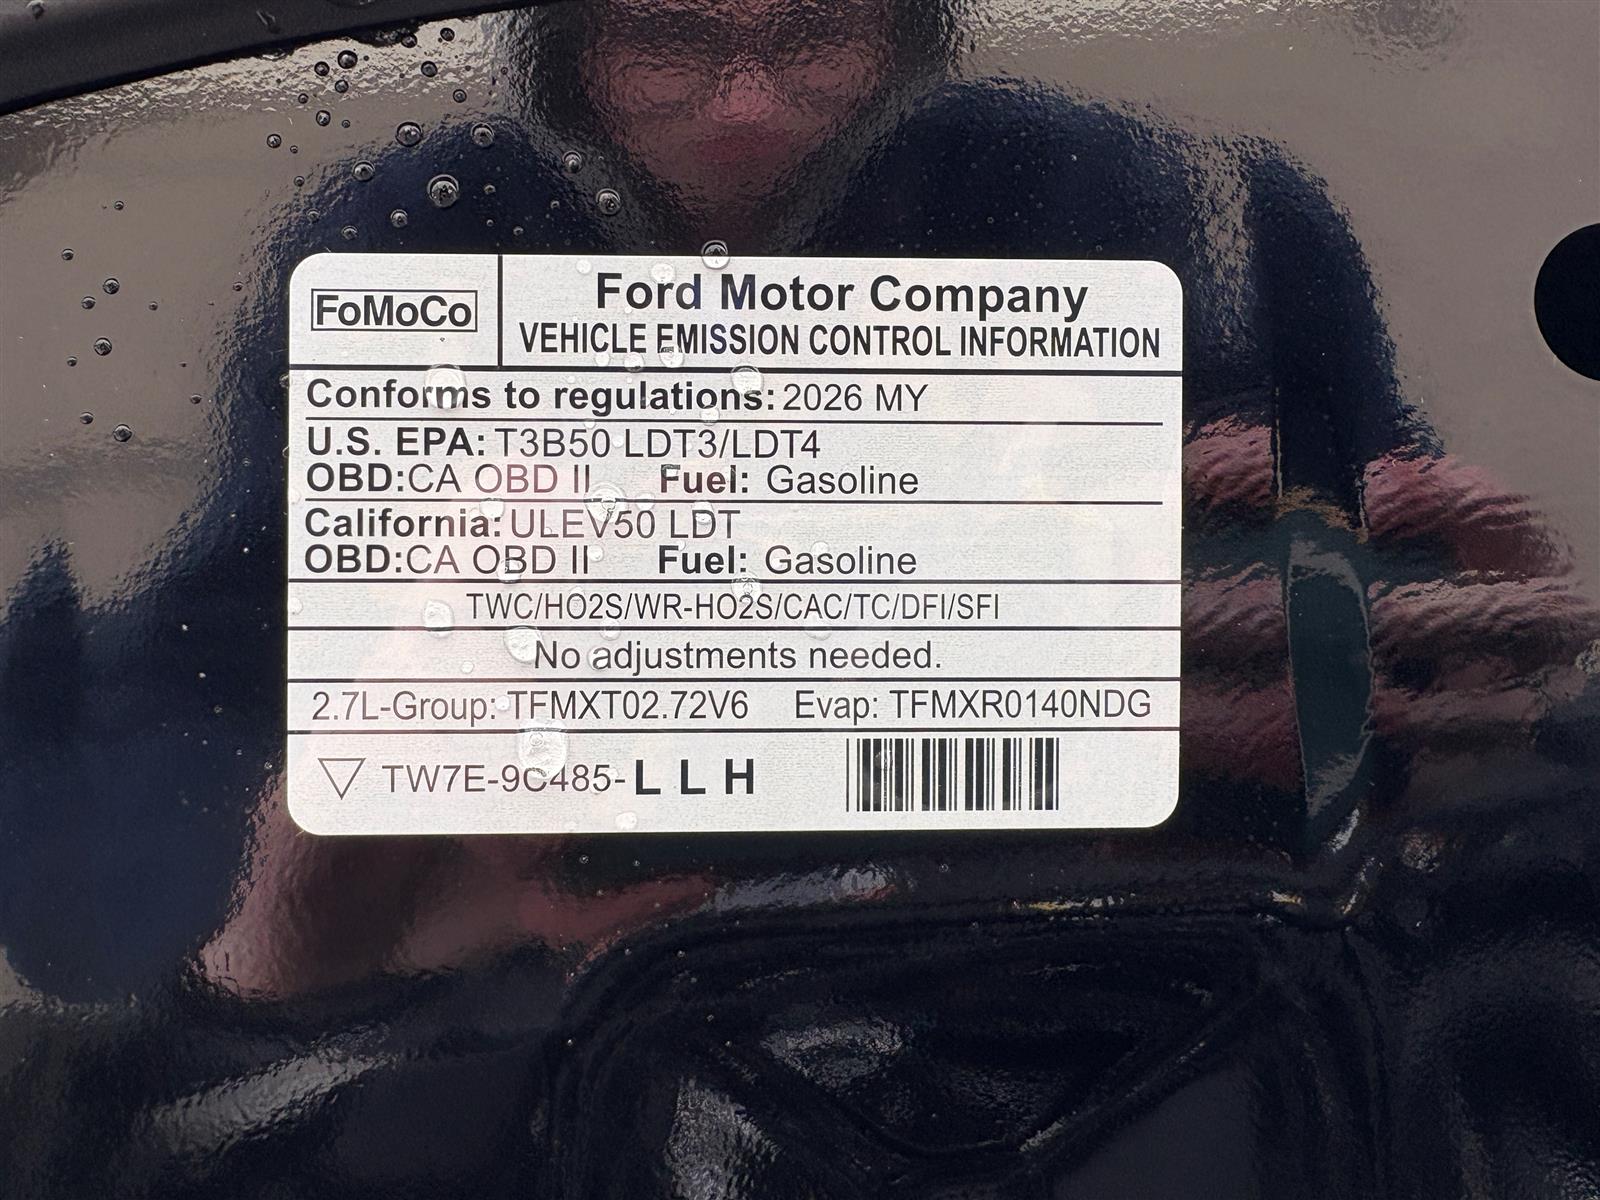 FoMoCo
Ford Motor Company
VEHICLE EMISSION CONTROL INFORMATION
Conforms to regulations: 2026 MY
U.S. EPA: T3B50 LDT3/LDT4
OBD: CA OBD II Fuel: Gasoline
California: ULEV50 LDT
OBD: CA OBD II Fuel: Gasoline
TWC/HO2S/WR-HO2S/CAC/TC/DFI/SFI
No adjustments needed.
2.7L-Group: TFMXT02.72V6 Evap: TFMXR0140NDG
TW7E-9C485-L L H